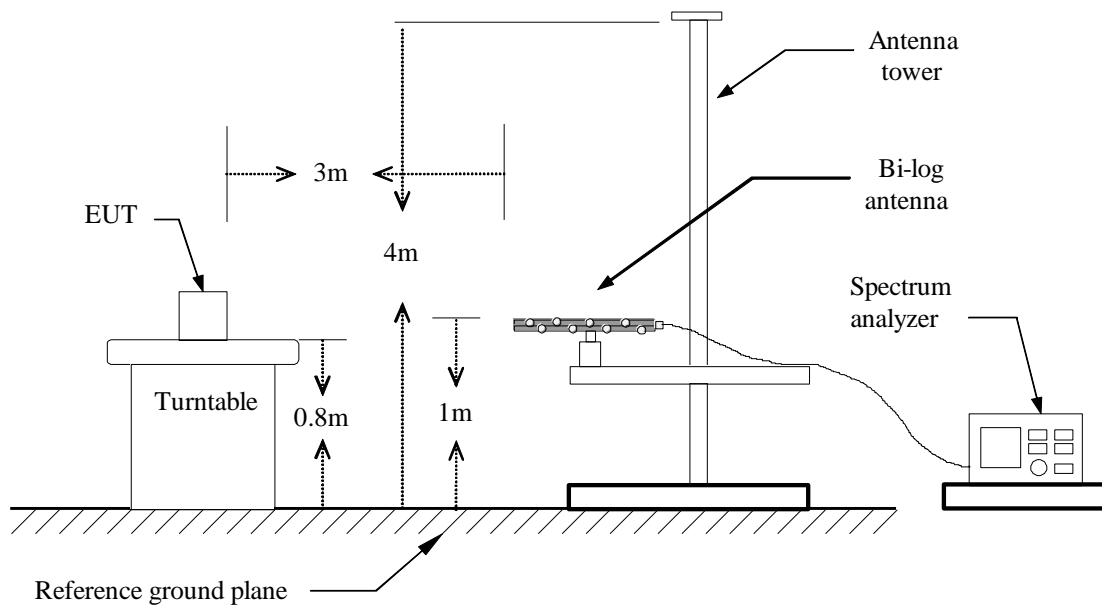 Antenna
tower
3m
Bi-log
antenna
EUT
4m
Spectrum
analyzer
Turntable
0.8m
1m
Reference ground plane